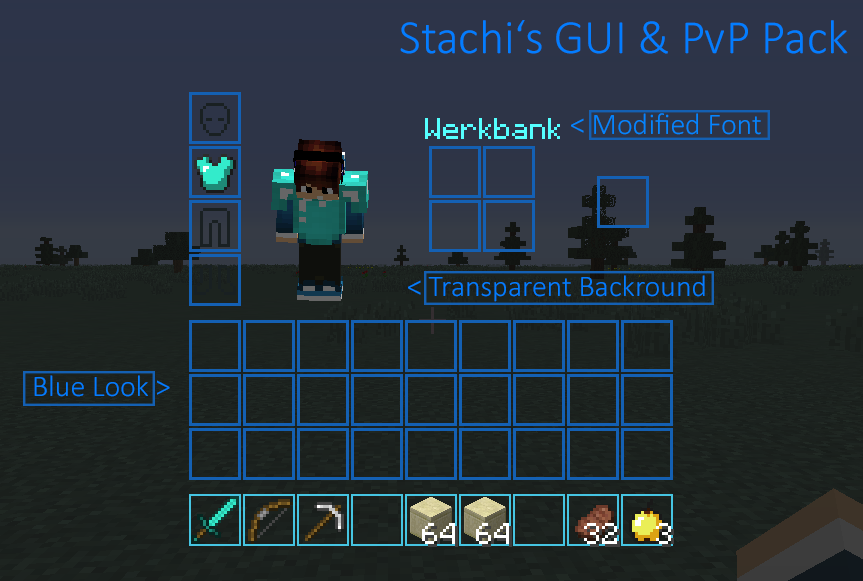 Stachi‘s GUI & PvP Pack
Werkbank < Modified Font
< Transparent Backround
Blue Look >
64 64 32 3